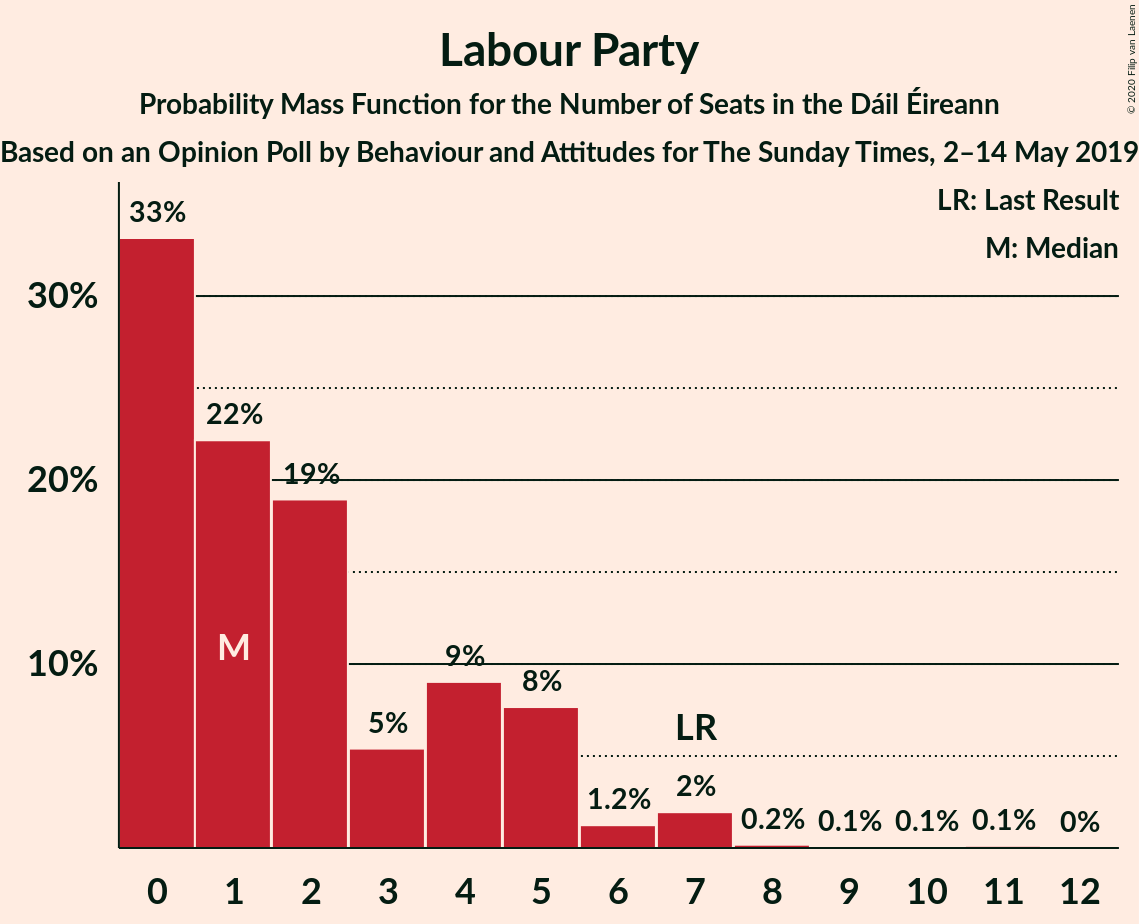 Labour Party
Probability Mass Function for the Number of Seats in the Dáil Éireann
Based on an Opinion Poll by Behaviour and Attitudes for The Sunday Times, 2–14 May 2019
© 2020 Filip van Laenen
LR: Last Result
M: Median
33%
30%
22%
20%
19%
M
10%
9%
8%
5%
LR
1.2%
2%
0.2%
0.1%
0.1%
0.1%
0%
0 1 2 3 4 5 6 7 8 9 10 11 12